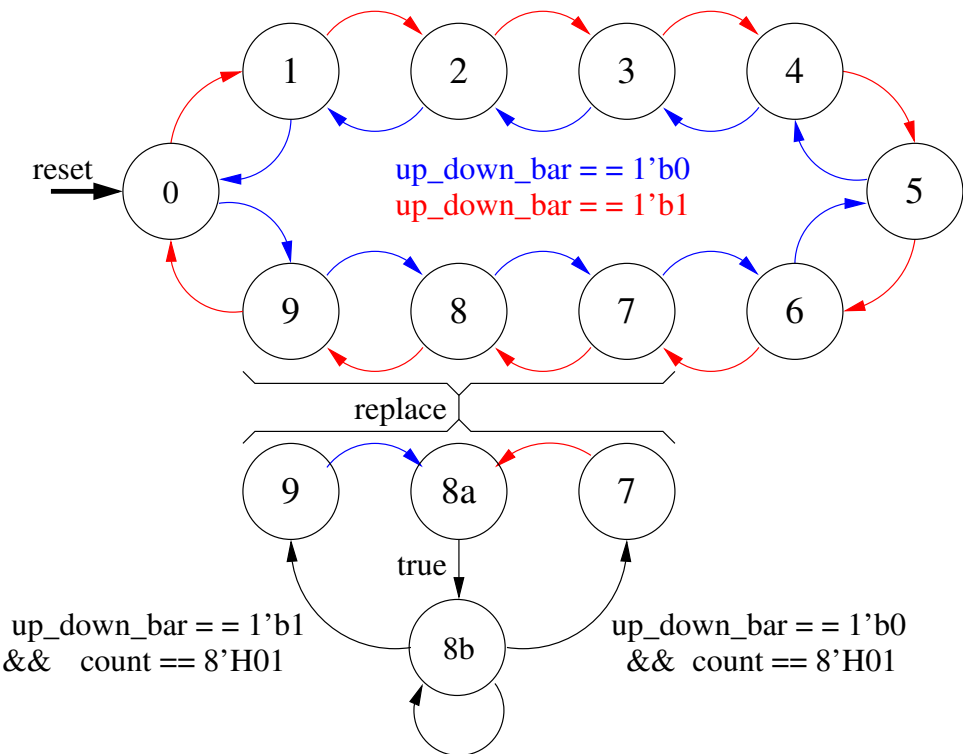 1
2
3
4
reset
0
up_down_bar = = 1’b0
up_down_bar = = 1’b1
5
9
8
7
6
replace
9
8a
7
true
up_down_bar = = 1’b1
&& count == 8’H01
8b
up_down_bar = = 1’b0
&& count == 8’H01